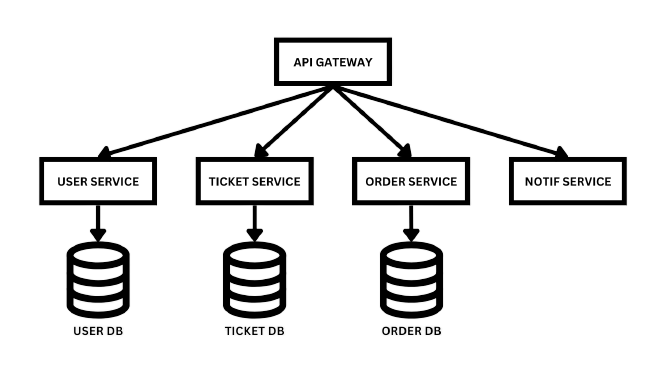 API GATEWAY
USER SERVICE
TICKET SERVICE
ORDER SERVICE
NOTIF SERVICE
USER DB
TICKET DB
ORDER DB